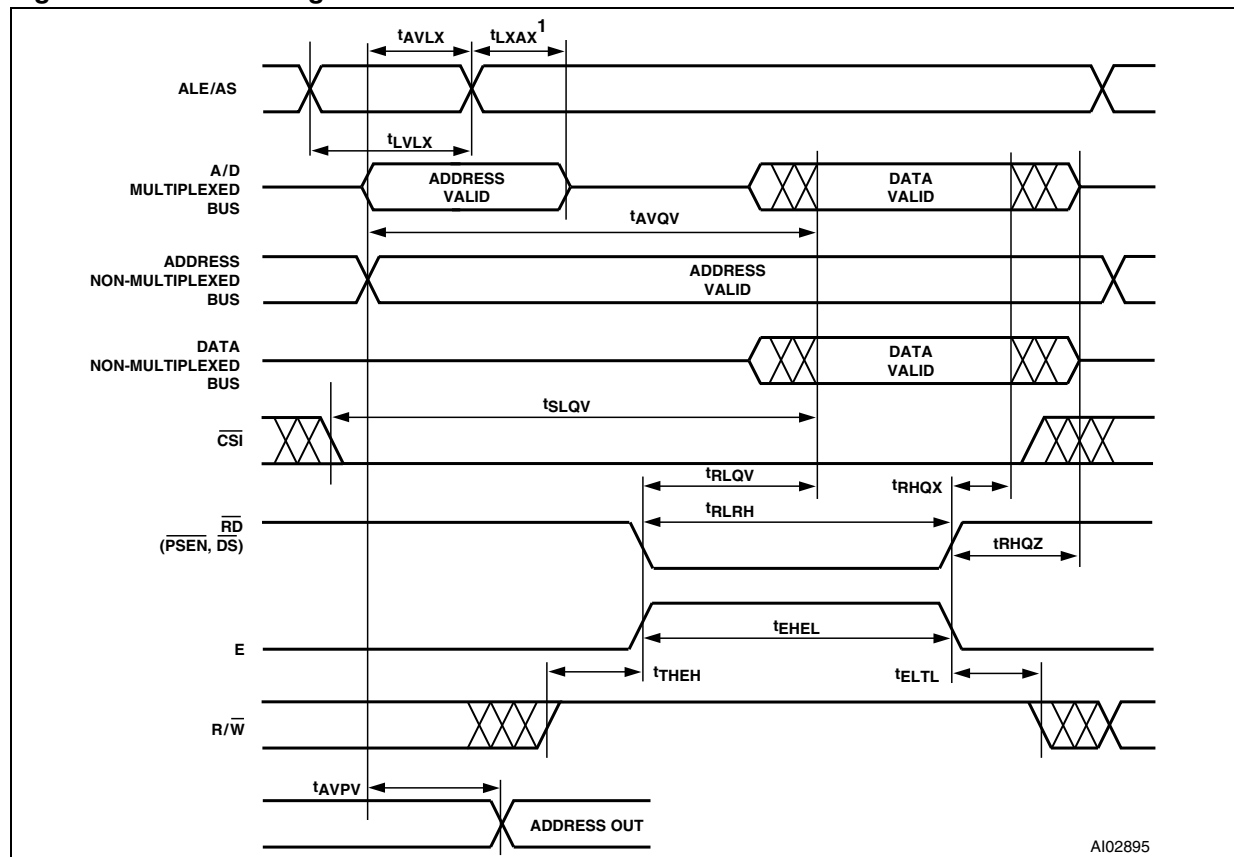 tAVLX tLXAX 1
ALE/AS
tLVLX
A/D
MULTIPLEXED
BUS
ADDRESS
VALID
DATA
VALID
tAVQV
ADDRESS
NON-MULTIPLEXED
BUS
ADDRESS
VALID
DATA
NON-MULTIPLEXED
BUS
DATA
VALID
tSLQV
CSI
tRLQV
tRHQX
tRLRH
RD
(PSEN, DS)
tRHQZ
tEHEL
E
tTHEH
tELTL
R/W
tAVPV
ADDRESS OUT
AI02895